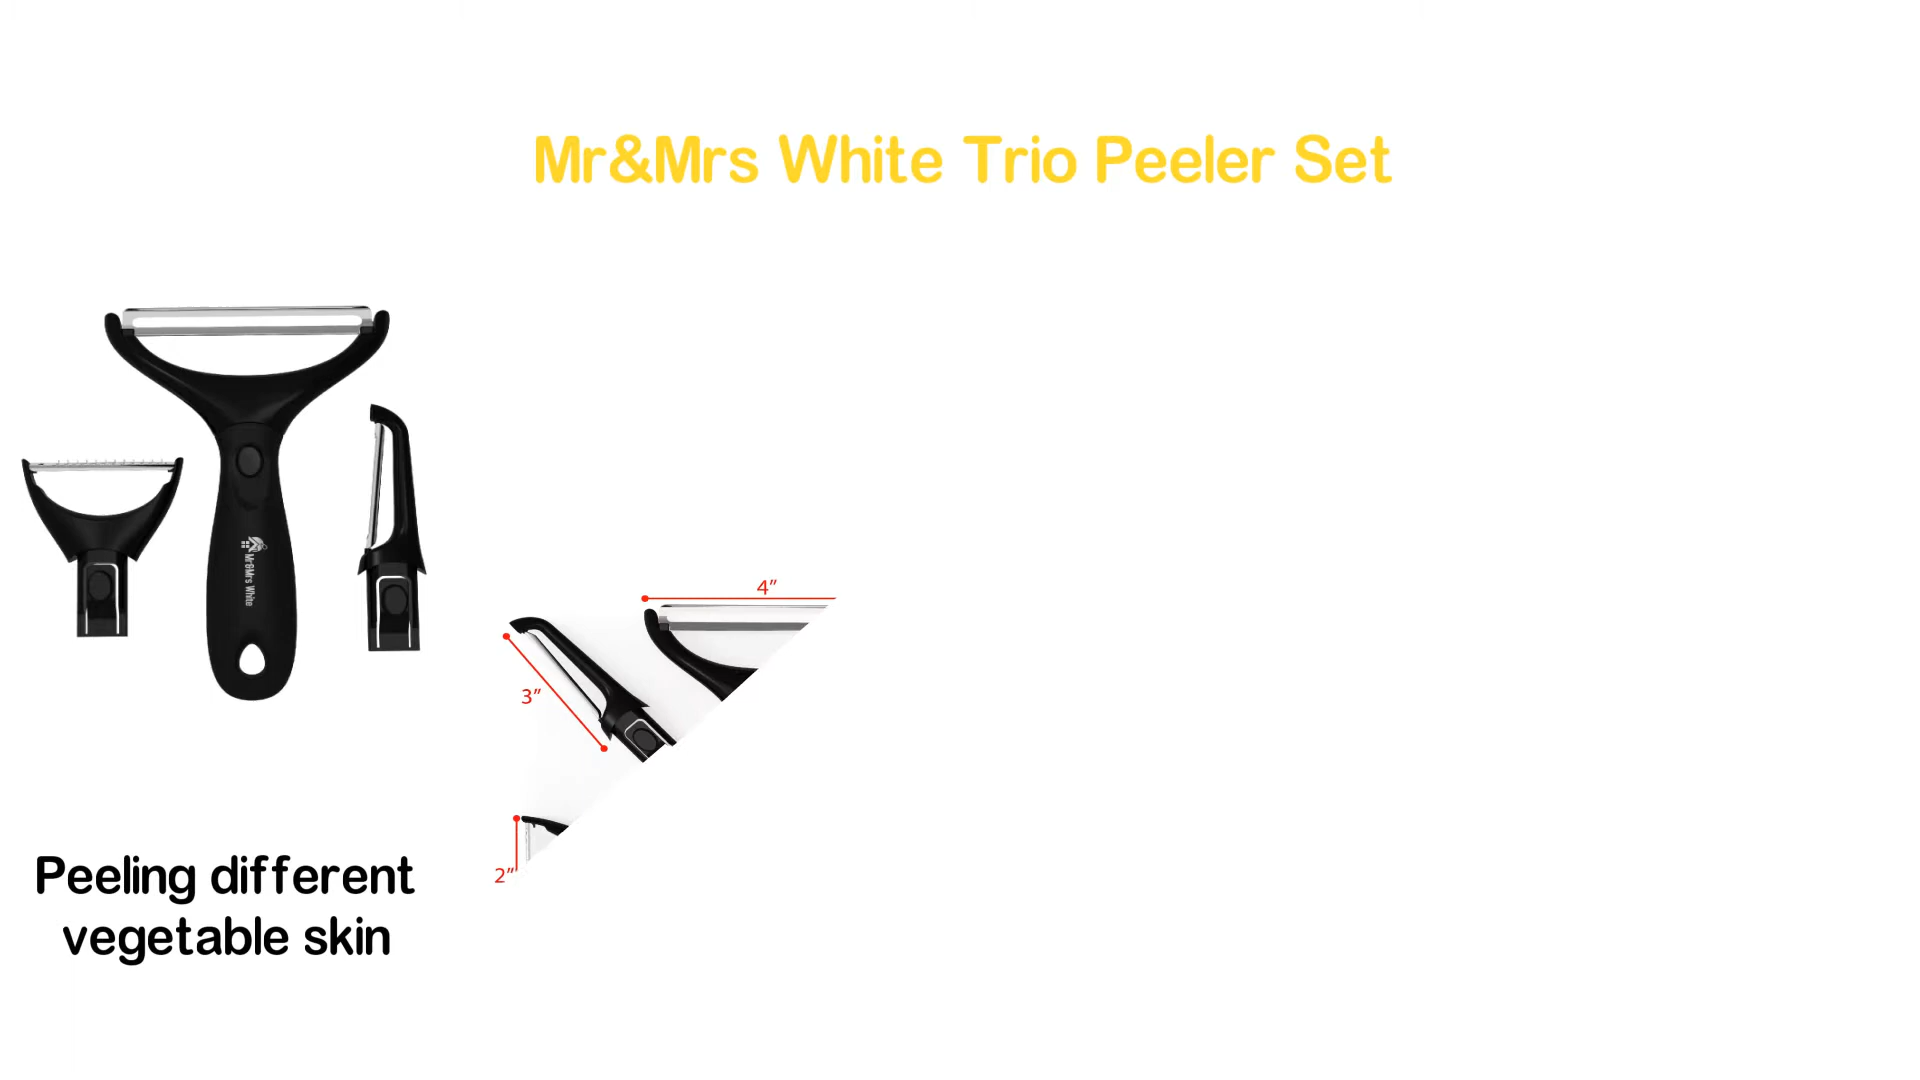 Mr&Mrs White Trio Peeler Set
Mr&Mrs White
4”
3”
2”
Peeling different
vegetable skin